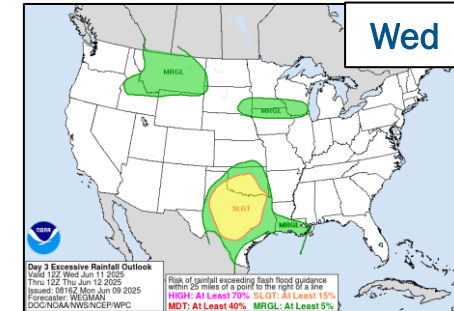 Wed
MRGL
MRGL
SLGT
MRGL
NOAA
Day 3 Excessive Rainfall Outlook
Valid 12Z Wed Jun 11 2025
Thru 12Z Thu Jun 12 2025
Issued: 0816Z Mon Jun 09 2025
Forecaster: WEGMAN
DOC/NOAA/NWS/NCEP/WPC
Risk of rainfall exceeding flash flood guidance
within 25 miles of a point to the right of a line
HIGH: At Least 70% SLGT: At Least 15%
MDT: At Least 40% MRGL: At Least 5%